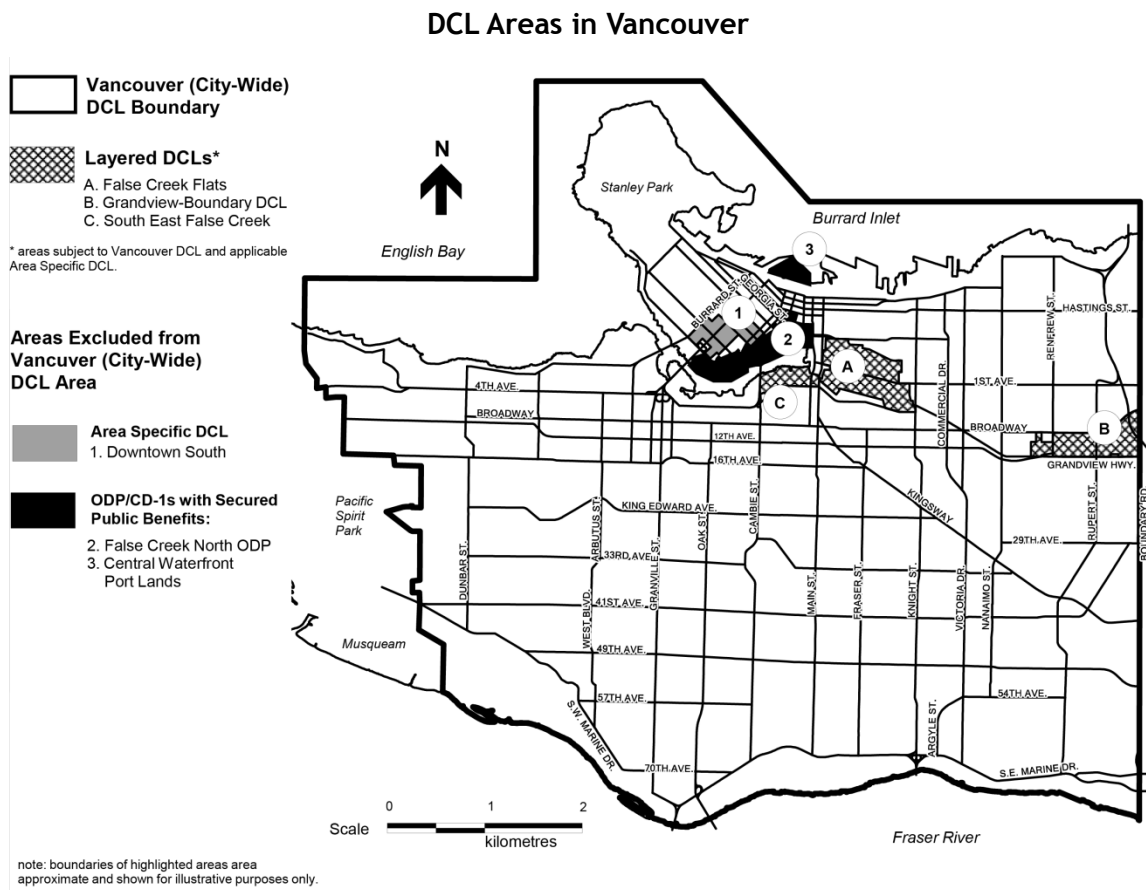 DCL Areas in Vancouver
Vancouver (City-Wide)
DCL Boundary
Layered DCLs*
A. False Creek Flats
B. Grandview-Boundary DCL
C. South East False Creek
* areas subject to Vancouver DCL and applicable
Area Specific DCL.
Areas Excluded from
Vancuver (City-Wide)
DCL Area
Area Specific DCL
1. Downtown South
ODP/CD-1s with Secured
Public Benefits:
2. False Creek North ODP
3. Central Waterfront
Port Lands
note: boundaries of highlighted areas area
approximate and shown for illustrative purposes only.
N
English Bay
Stanley Park
Burrard Inlet
3
BURRARD ST.
GEORGIA ST.
1
2
HASTINGS ST.
RENFREW ST.
A
COMMERCIAL DR.
4TH AVE.
1ST AVE.
C
BROADWAY
BROADWAY
B
12TH AVE.
16TH AVE.
GRANDVIEW HWY.
Pacific
Spirit
Park
KING EDWARD AVE.
KINGSWAY
DUNBAR ST.
ARBUTUS ST.
GRANVILLE ST.
OAK ST.
CAMBIE ST.
RUPERT ST.
BOUNDARY RD.
29TH AVE.
33RD AVE.
MAIN ST.
FRASER ST.
KNIGHT ST.
VICTORIA DR.
NANAIMO ST.
41ST AVE.
WEST BLVD.
Musqueam
49TH AVE.
57TH AVE.
54TH AVE.
S.W. MARINE DR.
ARGYLE ST.
70TH AVE.
S.E. MARINE DR.
0 1 2
Scale
kilometres
Fraser River